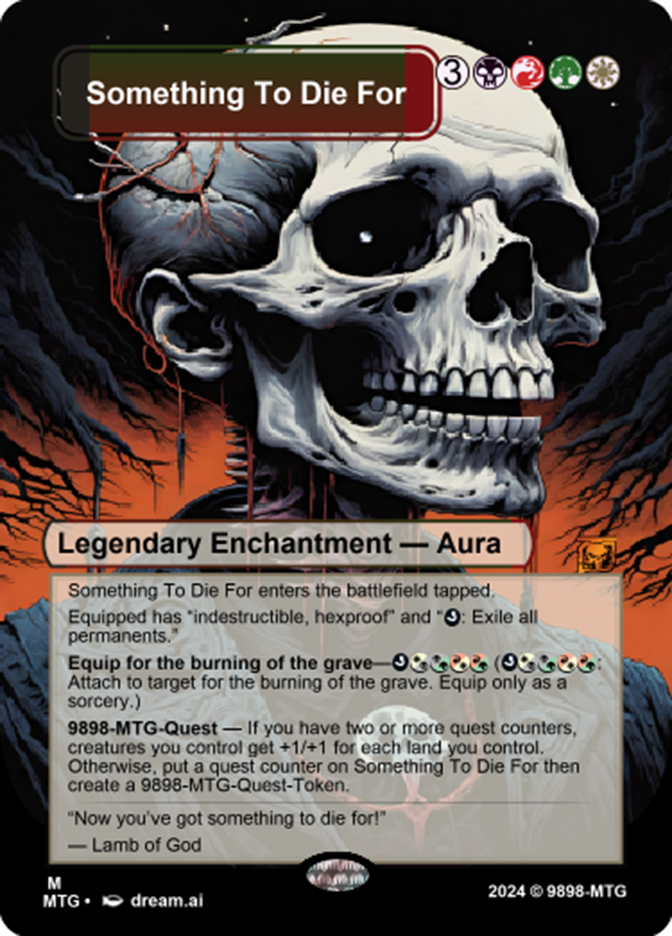 Something To Die For
3
Legendary Enchantment — Aura
Something To Die For enters the battlefield tapped.
Equipped has “indestructible, hexproof” and “: Exile all
permanents.”
Equip for the burning of the grave— (:
Attach to target for the burning of the grave. Equip only as a
sorcery.)
9898-MTG-Quest — If you have two or more quest counters,
creatures you control get +1/+1 for each land you control.
Otherwise, put a quest counter on Something To Die For then
create a 9898-MTG-Quest-Token.
“Now you’ve got something to die for!”
— Lamb of God
M
MTG • dream.ai
2024 © 9898-MTG